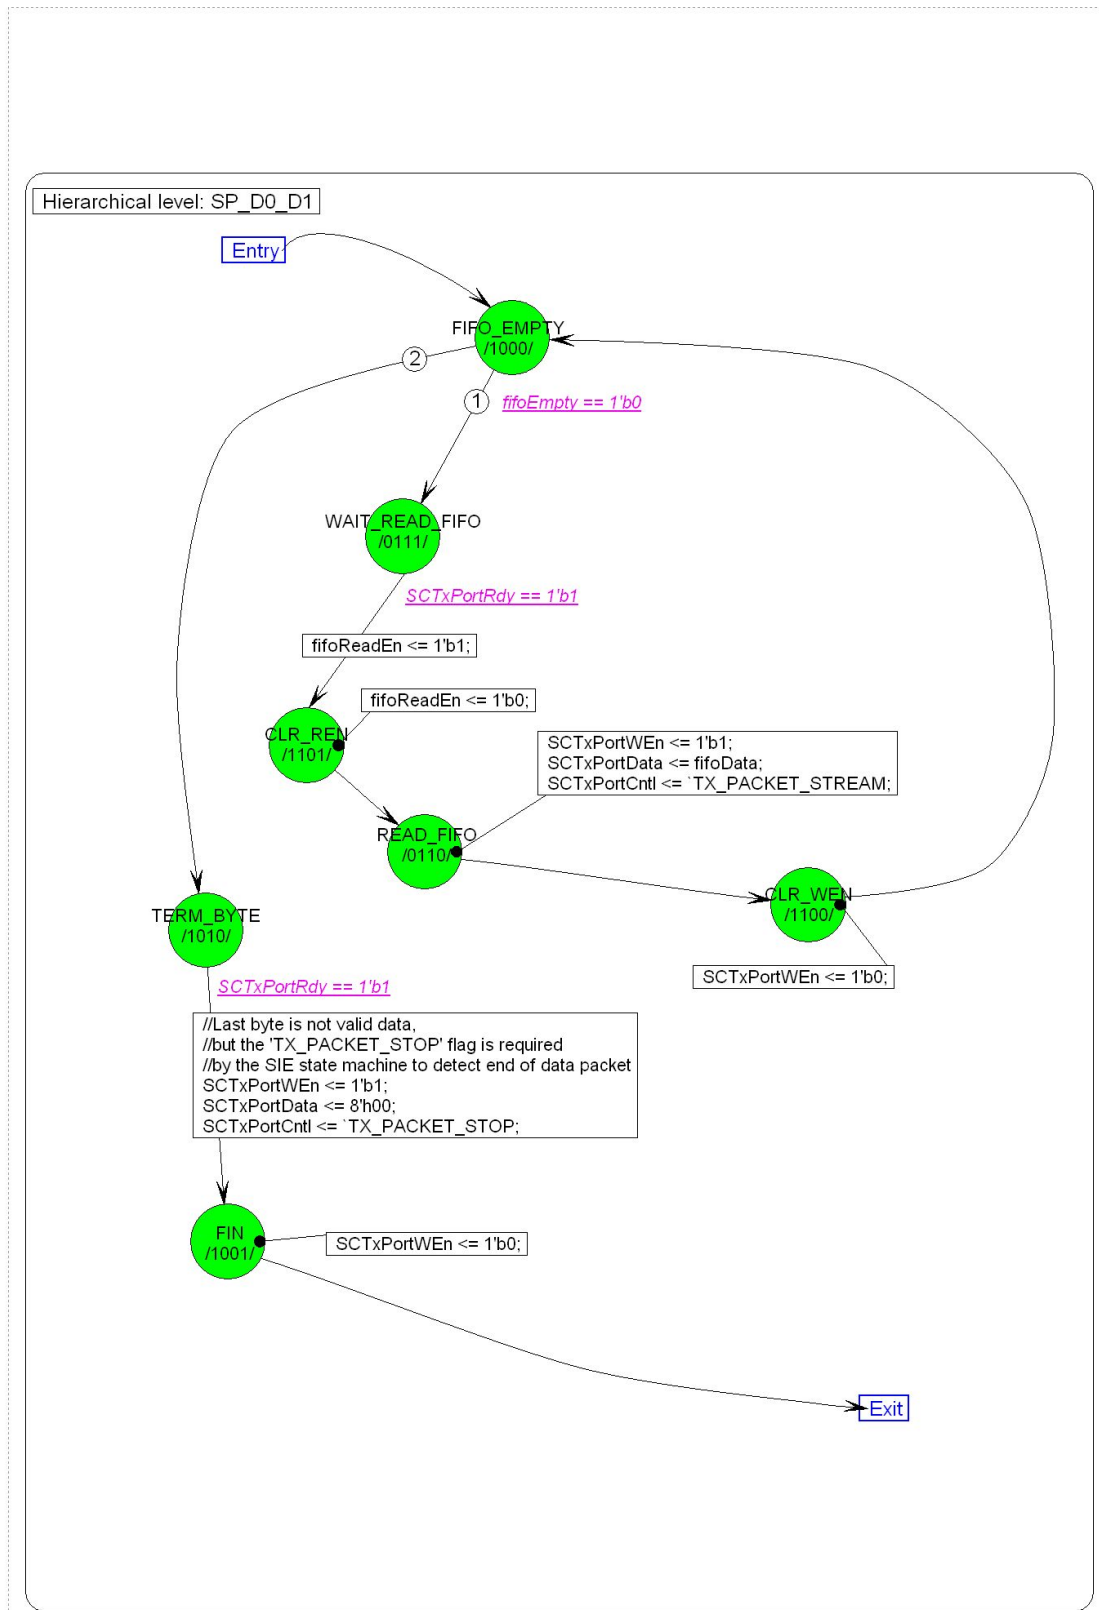 Hierarchical level: SP_D0_D1
Entry
FIFO_EMPTY
/1000/
2
1
fifoEmpty == 1'b0
WAIT_READ_FIFO
/0111/
SCTxPortRdy == 1'b1
fifoReadEn <= 1'b1;
fifoReadEn <= 1'b0;
CLR_REN
/1101/
SCTxPortWEn <= 1'b1;
SCTxPortData <= fifoData;
SCTxPortCntl <= `TX_PACKET_STREAM;
READ_FIFO
/0110/
CLR_WEN
/1100/
TERM_BYTE
/1010/
SCTxPortWEn <= 1'b0;
SCTxPortRdy == 1'b1
//Last byte is not valid data,
//but the 'TX_PACKET_STOP' flag is required
//by the SIE state machine to detect end of data packet
SCTxPortWEn <= 1'b1;
SCTxPortData <= 8'h00;
SCTxPortCntl <= `TX_PACKET_STOP;
FIN
/1001/
SCTxPortWEn <= 1'b0;
Exit